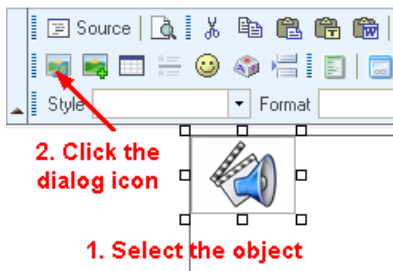 Source
Style Format
2. Click the
dialog icon
1. Select the object